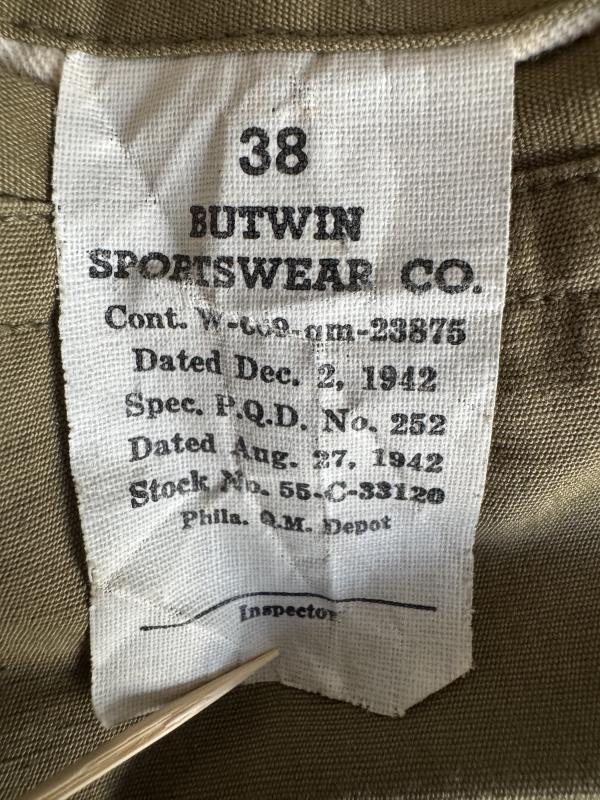 38
BUTWIN
SPORTSWEAR CO.
Cont. W-669-qm-23875
Dated Dec. 2, 1942
Spec. P.Q.D. No. 252
Dated Aug. 27, 1942
Stock No. 55-C-33120
Phila. Q.M. Depot
Inspector